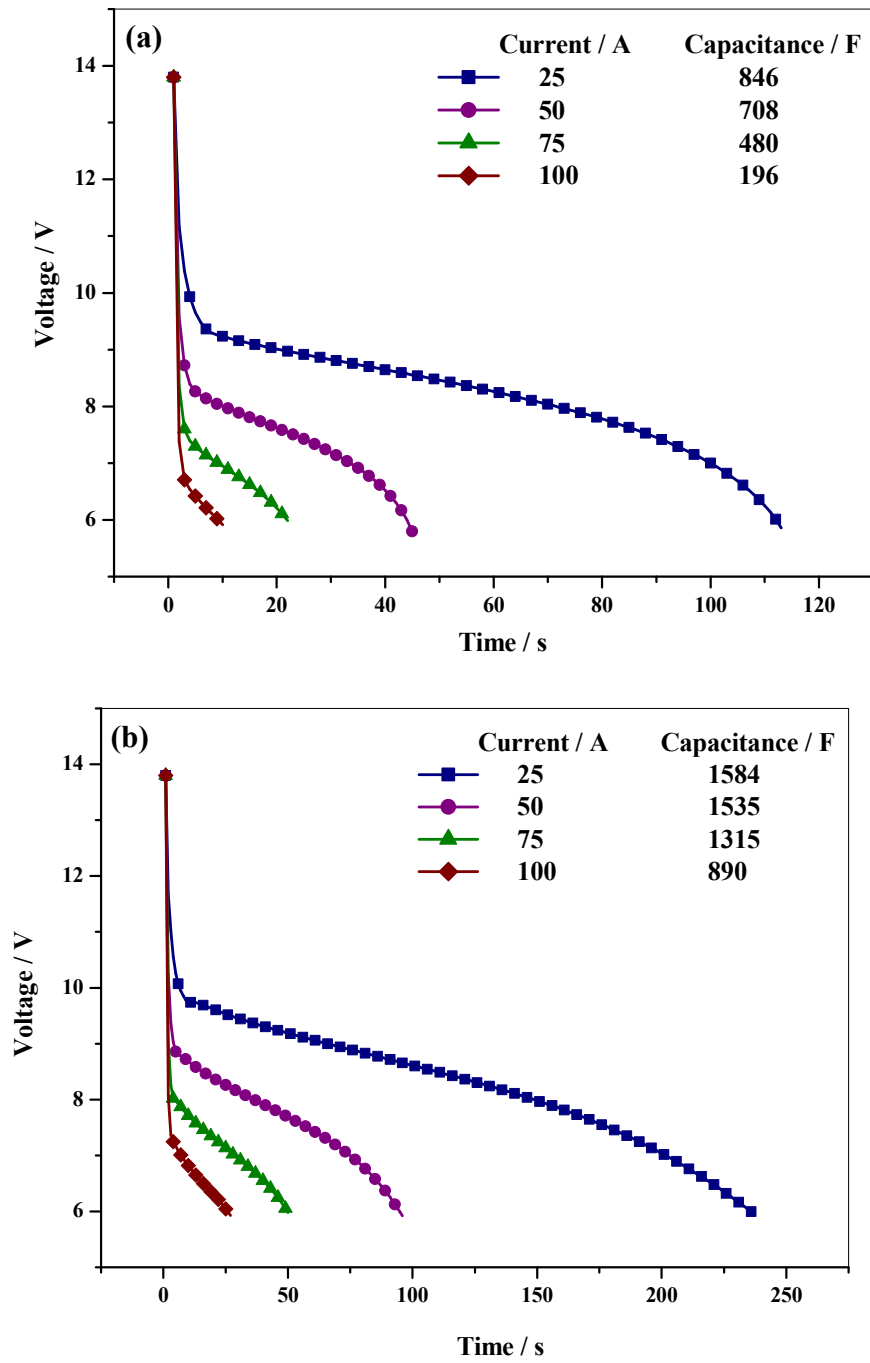 (a)
Current / A Capacitance / F
25 846
50 708
75 480
100 196
14
12
10
8
6
Voltage / V
0 20 40 60 80 100 120
Time / s
(b)
Current / A Capacitance / F
25 1584
50 1535
75 1315
100 890
14
12
10
8
6
Voltage / V
0 50 100 150 200 250
Time / s